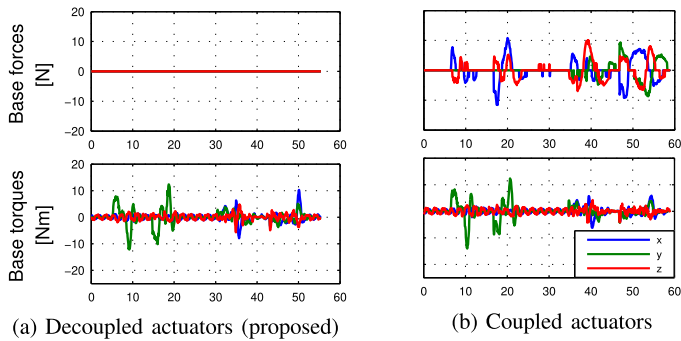 Base forces
[N]
20
10
0
−10
−20
0 10 20 30 40 50 60
0 10 20 30 40 50 60
Base torques
[Nm]
20
10
0
−10
−20
0 10 20 30 40 50 60
x
y
z
0 10 20 30 40 50 60
(a) Decoupled actuators (proposed)
(b) Coupled actuators